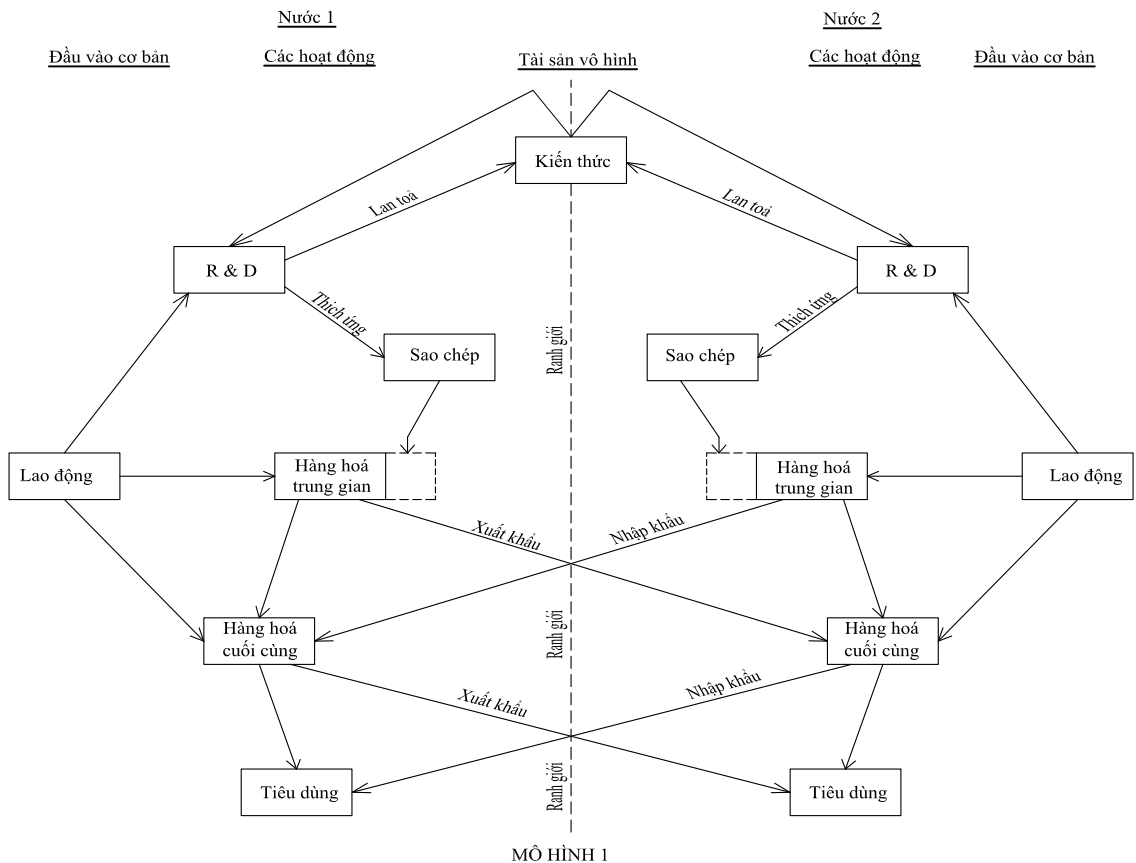 Nước 1
Nước 2
Đầu vào cơ bản
Các hoạt động
Tài sản vô hình
Các hoạt động
Đầu vào cơ bản
Kiến thức
Lan toả
Lan toả
R & D
R & D
Thich ứng
Thich ứng
Ranh giới
Sao chép
Sao chép
Lao động
Hàng hoá
trung gian
Hàng hoá
trung gian
Lao động
Xuất khẩu
Nhập khẩu
Ranh giới
Hàng hoá
cuối cùng
Hàng hoá
cuối cùng
Xuất khẩu
Nhập khẩu
Ranh giới
Tiêu dùng
Tiêu dùng
MÔ HÌNH 1